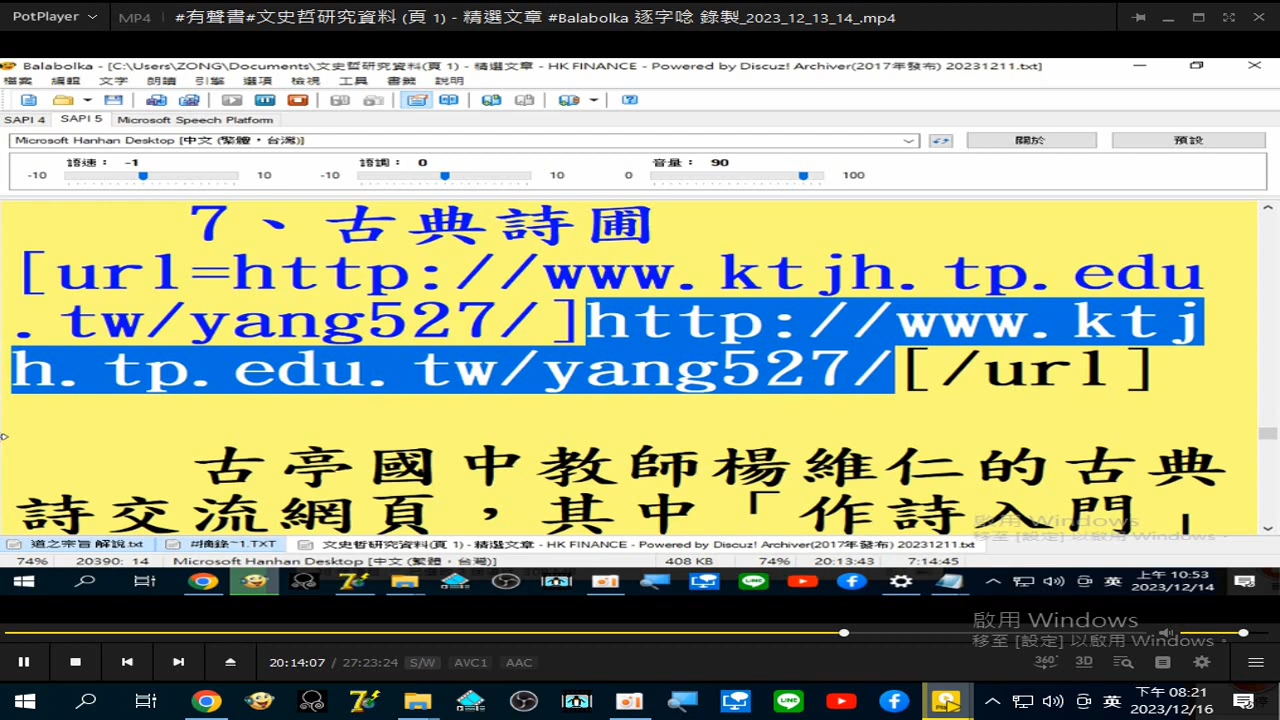 PotPlayer MP4 #有聲書#文史哲研究資料 (頁 1) - 精選文章 #Balabolka 逐字唸 錄製_2023_12_13_14_.mp4
Balabolka - [C:\Users\ZONG\Documents\文史哲研究資料(頁 1) - 精選文章 - HK FINANCE - Powered by Discuz! Archiver(2017年發布) 20231211.txt]
檔案 編輯 文字 朗讀 引擎 選項 檢視 工具 書籤 說明
SAPI 4 SAPI 5 Microsoft Speech Platform
Microsoft Hanhan Desktop [中文 (繁體，台灣)] 關於 預設
語速： -1 語調： 0 音量： 90
-10 10 -10 10 0 100
7、古典詩圃
[url=http://www.ktjh.tp.edu
.tw/yang527/]http://www.ktj
h.tp.edu.tw/yang527/[/url]
古亭國中教師楊維仁的古典
詩交流網頁，其中「作詩入門」
啟用 Windows
移至 [設定] 以啟用 Windows。
道之宗旨 解說.txt #摘錄~1.TXT 文史哲研究資料(頁 1) - 精選文章 - HK FINANCE - Powered by Discuz! Archiver(2017年發布) 20231211.txt
74% 20390: 14 Microsoft Hanhan Desktop [中文 (繁體，台灣)] 408 KB 74% 20:13:43 7:14:45
英 上午 10:53
2023/12/14
啟用 Windows
移至 [設定] 以啟用 Windows。
20:14:07 / 27:23:24 S/W AVC1 AAC 360° 3D
英 下午 08:21
2023/12/16